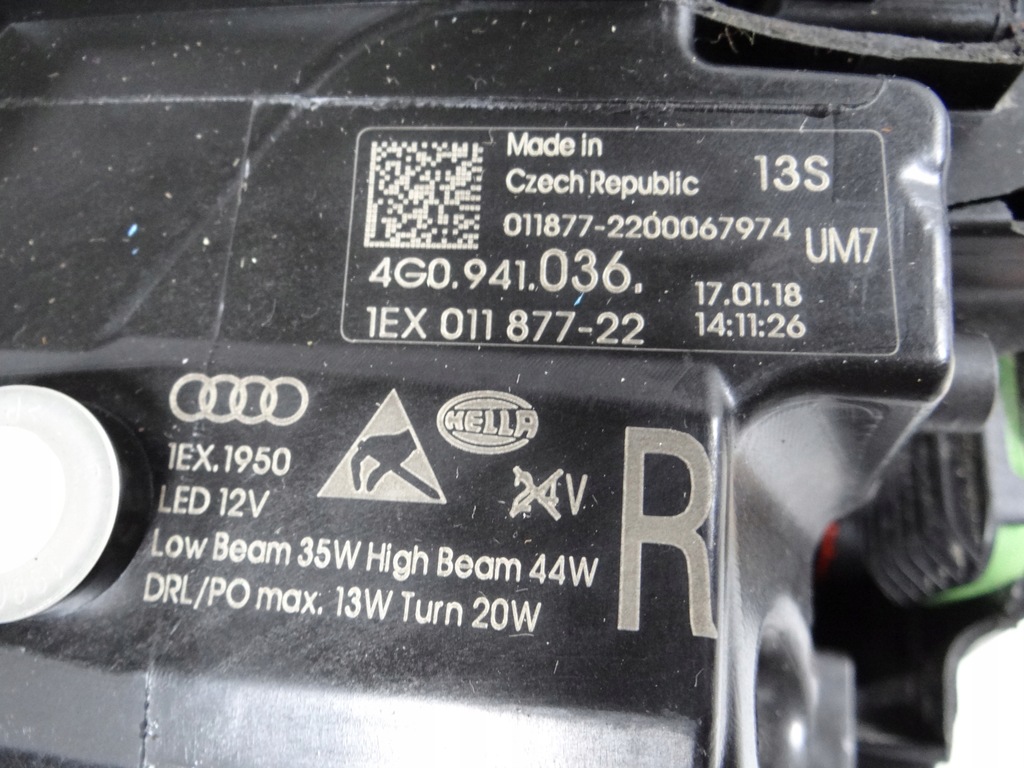 Made in
Czech Republic
13S
011877-2200067974
UM7
4G0.941.036.
17.01.18
1EX 011 877-22
14:11:26
HELLA
1EX.1950
LED 12V
24V
R
Low Beam 35W High Beam 44W
DRL/PO max. 13W Turn 20W